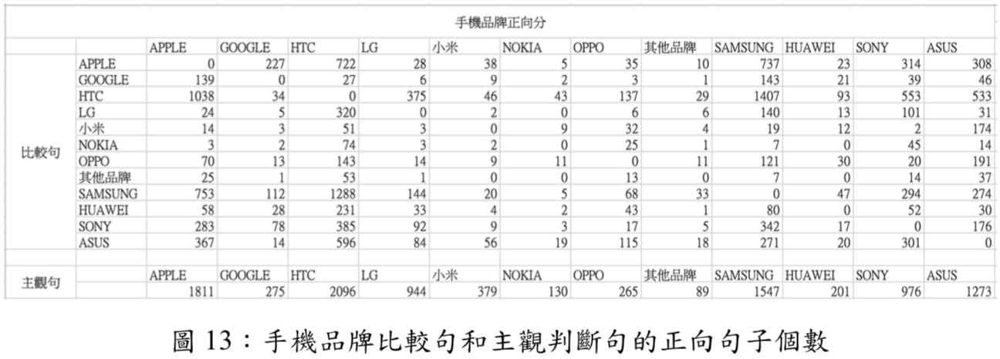 手機品牌正向分
APPLE GOOGLE HTC LG 小米 NOKIA OPPO 其他品牌 SAMSUNG HUAWEI SONY ASUS
比較句
APPLE 0 227 722 28 38 5 35 10 737 23 314 308
GOOGLE 139 0 27 6 9 2 3 1 143 21 39 46
HTC 1038 34 0 375 46 43 137 29 1407 93 553 533
LG 24 5 320 0 2 0 6 6 140 13 101 31
小米 14 3 51 3 0 9 32 4 19 12 2 174
NOKIA 3 2 74 3 2 0 25 1 7 0 45 14
OPPO 70 13 143 14 9 11 0 11 121 30 20 191
其他品牌 25 1 53 1 0 0 13 0 7 0 14 37
SAMSUNG 753 112 1288 144 20 5 68 33 0 47 294 274
HUAWEI 58 28 231 33 4 2 43 1 80 0 52 30
SONY 283 78 385 92 9 3 17 5 342 17 0 176
ASUS 367 14 596 84 56 19 115 18 271 20 301 0
主觀句
APPLE GOOGLE HTC LG 小米 NOKIA OPPO 其他品牌 SAMSUNG HUAWEI SONY ASUS
1811 275 2096 944 379 130 265 89 1547 201 976 1273
圖 13：手機品牌比較句和主觀判斷句的正向句子個數